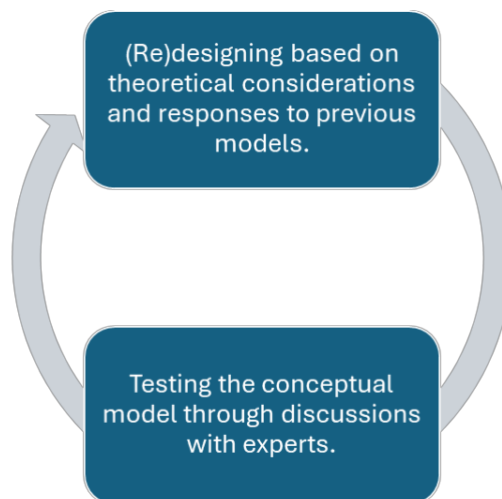 (Re)designing based on
theoretical considerations
and responses to previous
models.
Testing the conceptual
model through discussions
with experts.